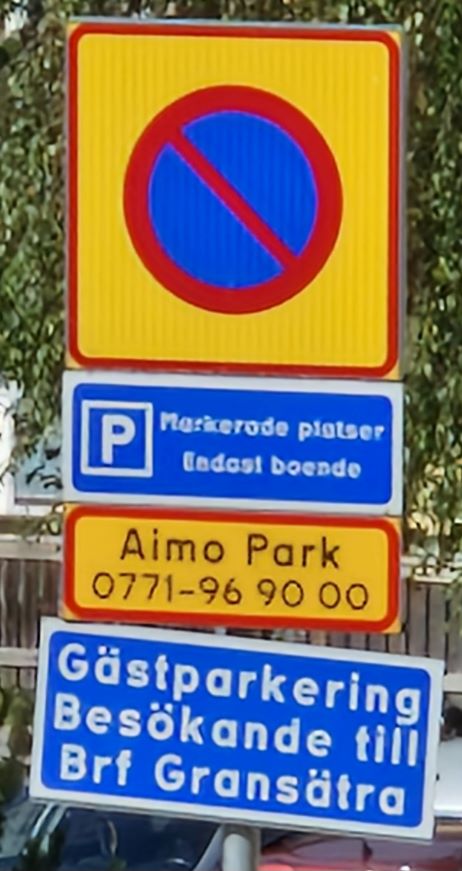 P
Markerade platser
Endast boende
Aimo Park
0771-96 90 00
Gästparkering
Besökande till
Brf Gransätra